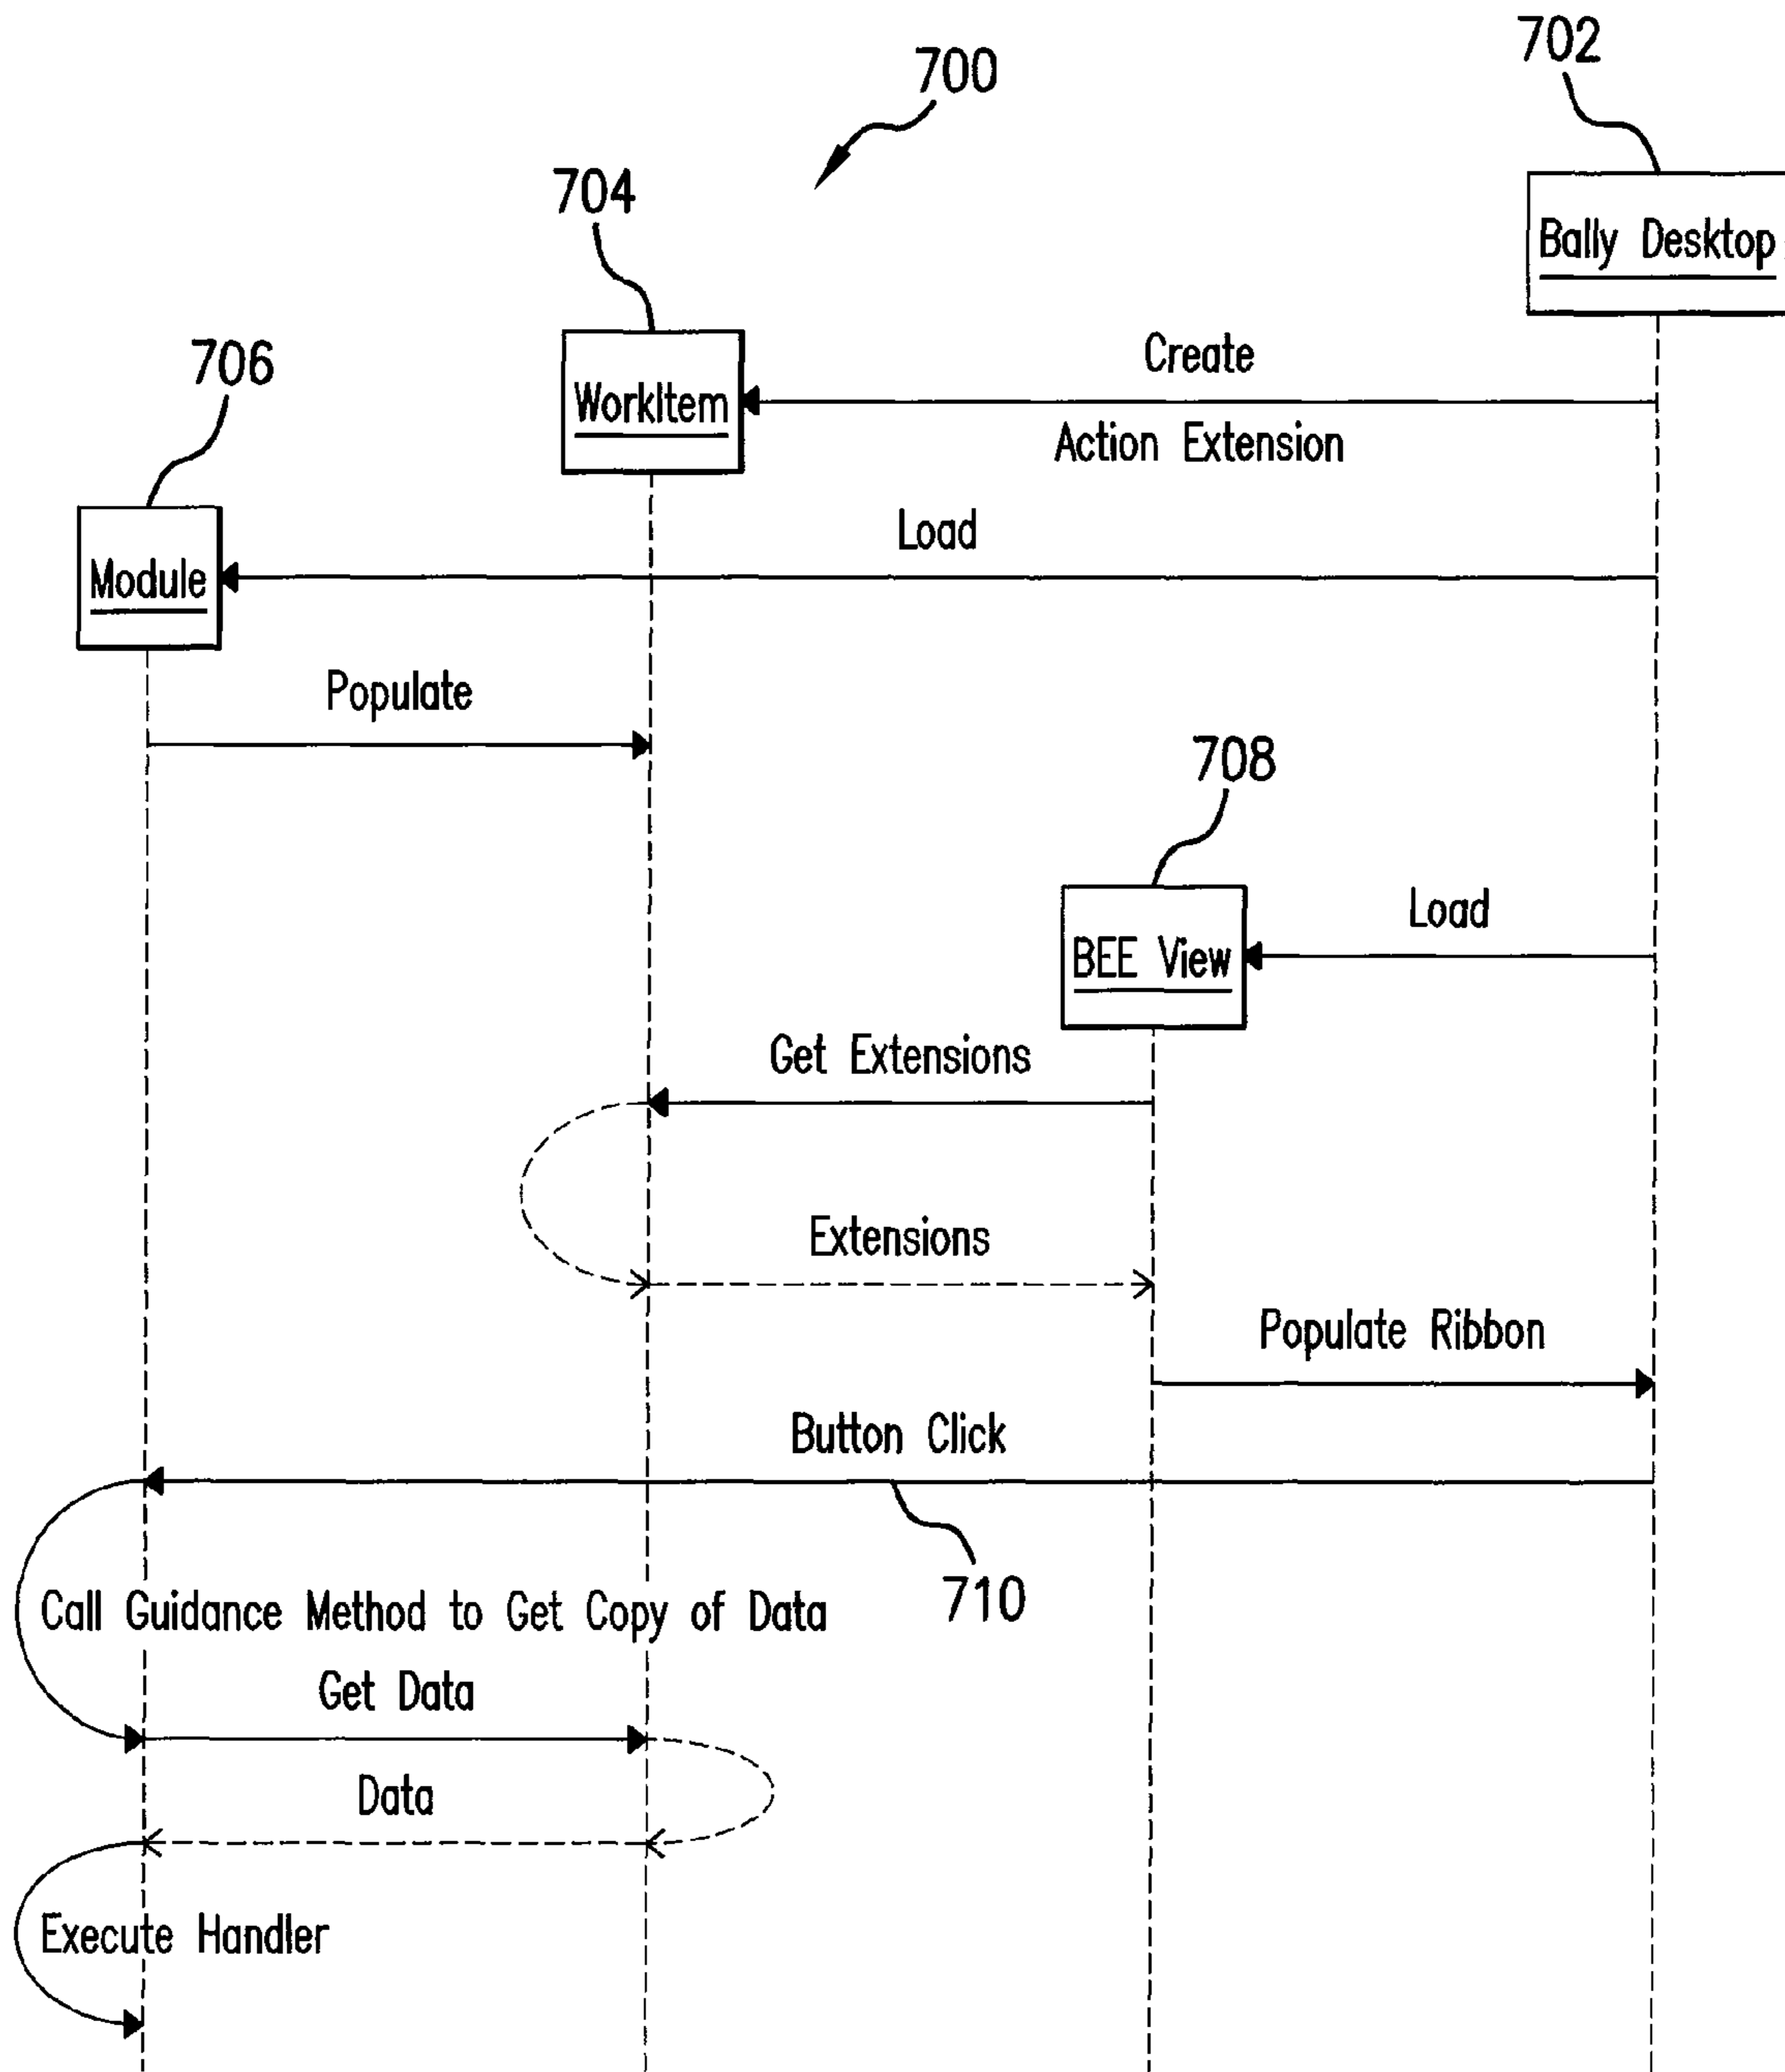 700
702
704
Bally Desktop
706
WorkItem
Create
Action Extension
Module
Load
Populate
708
BEE View
Load
Get Extensions
Extensions
Populate Ribbon
Button Click
710
Call Guidance Method to Get Copy of Data
Get Data
Data
Execute Handler